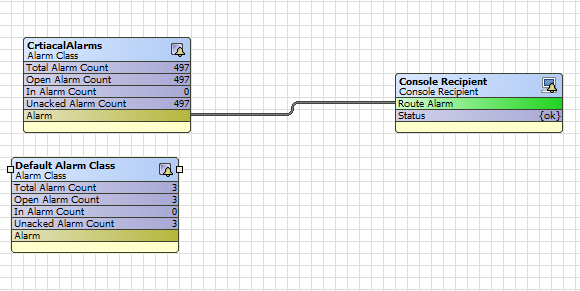 CrtiacalAlarms
Alarm Class
Total Alarm Count 497
Open Alarm Count 497
In Alarm Count 0
Unacked Alarm Count 497
Alarm
Console Recipient
Console Recipient
Route Alarm
Status {ok}
Default Alarm Class
Alarm Class
Total Alarm Count 3
Open Alarm Count 3
In Alarm Count 0
Unacked Alarm Count 3
Alarm